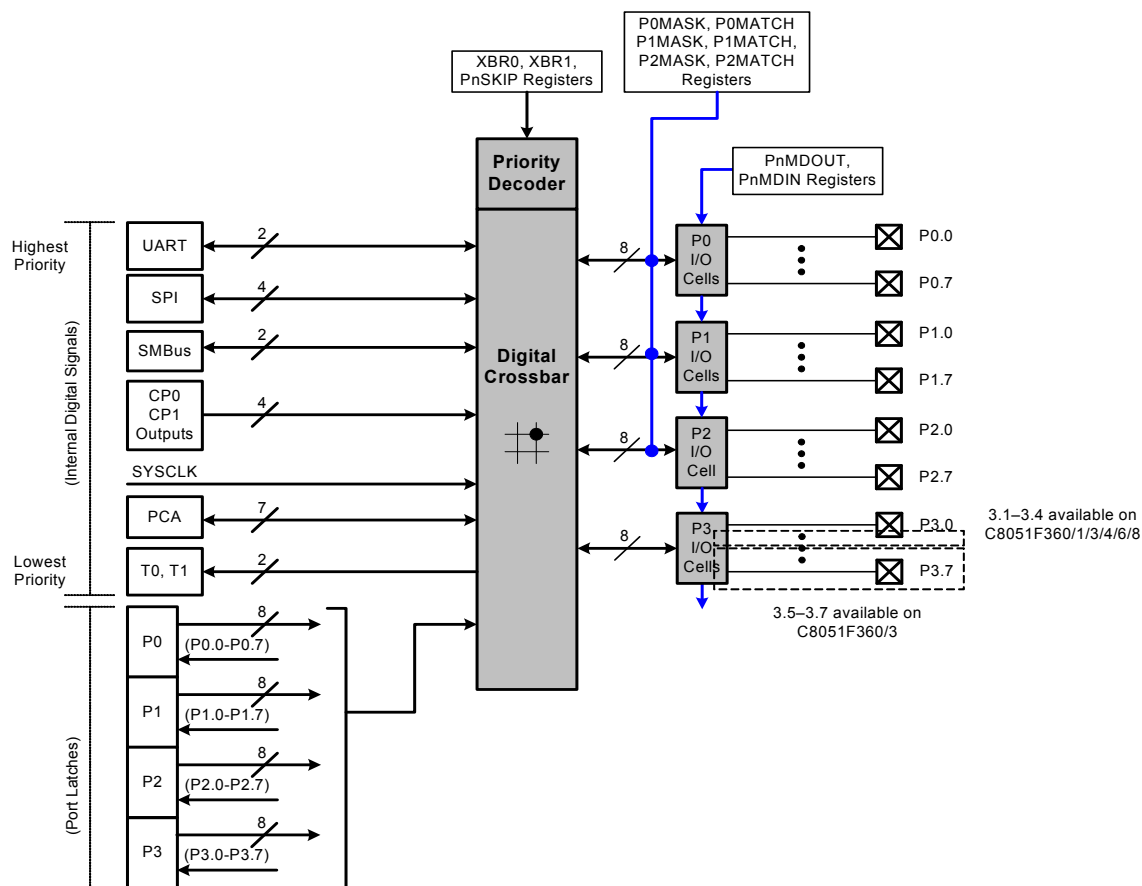 P0MASK, P0MATCH
P1MASK, P1MATCH,
P2MASK, P2MATCH
Registers
XBR0, XBR1,
PnSKIP Registers
PnMDOUT,
PnMDIN Registers
Priority
Decoder
Digital
Crossbar
Highest
Priority
(Internal Digital Signals)
Lowest
Priority
(Port Latches)
UART
2
SPI
4
SMBus
2
CP0
CP1
Outputs
4
SYSCLK
PCA
7
T0, T1
2
P0
8
(P0.0-P0.7)
P1
8
(P1.0-P1.7)
P2
8
(P2.0-P2.7)
P3
8
(P3.0-P3.7)
8
P0
I/O
Cells
P0.0
P0.7
8
P1
I/O
Cells
P1.0
P1.7
8
P2
I/O
Cell
P2.0
P2.7
8
P3
I/O
Cells
P3.0
P3.7
3.1–3.4 available on
C8051F360/1/3/4/6/8
3.5–3.7 available on
C8051F360/3